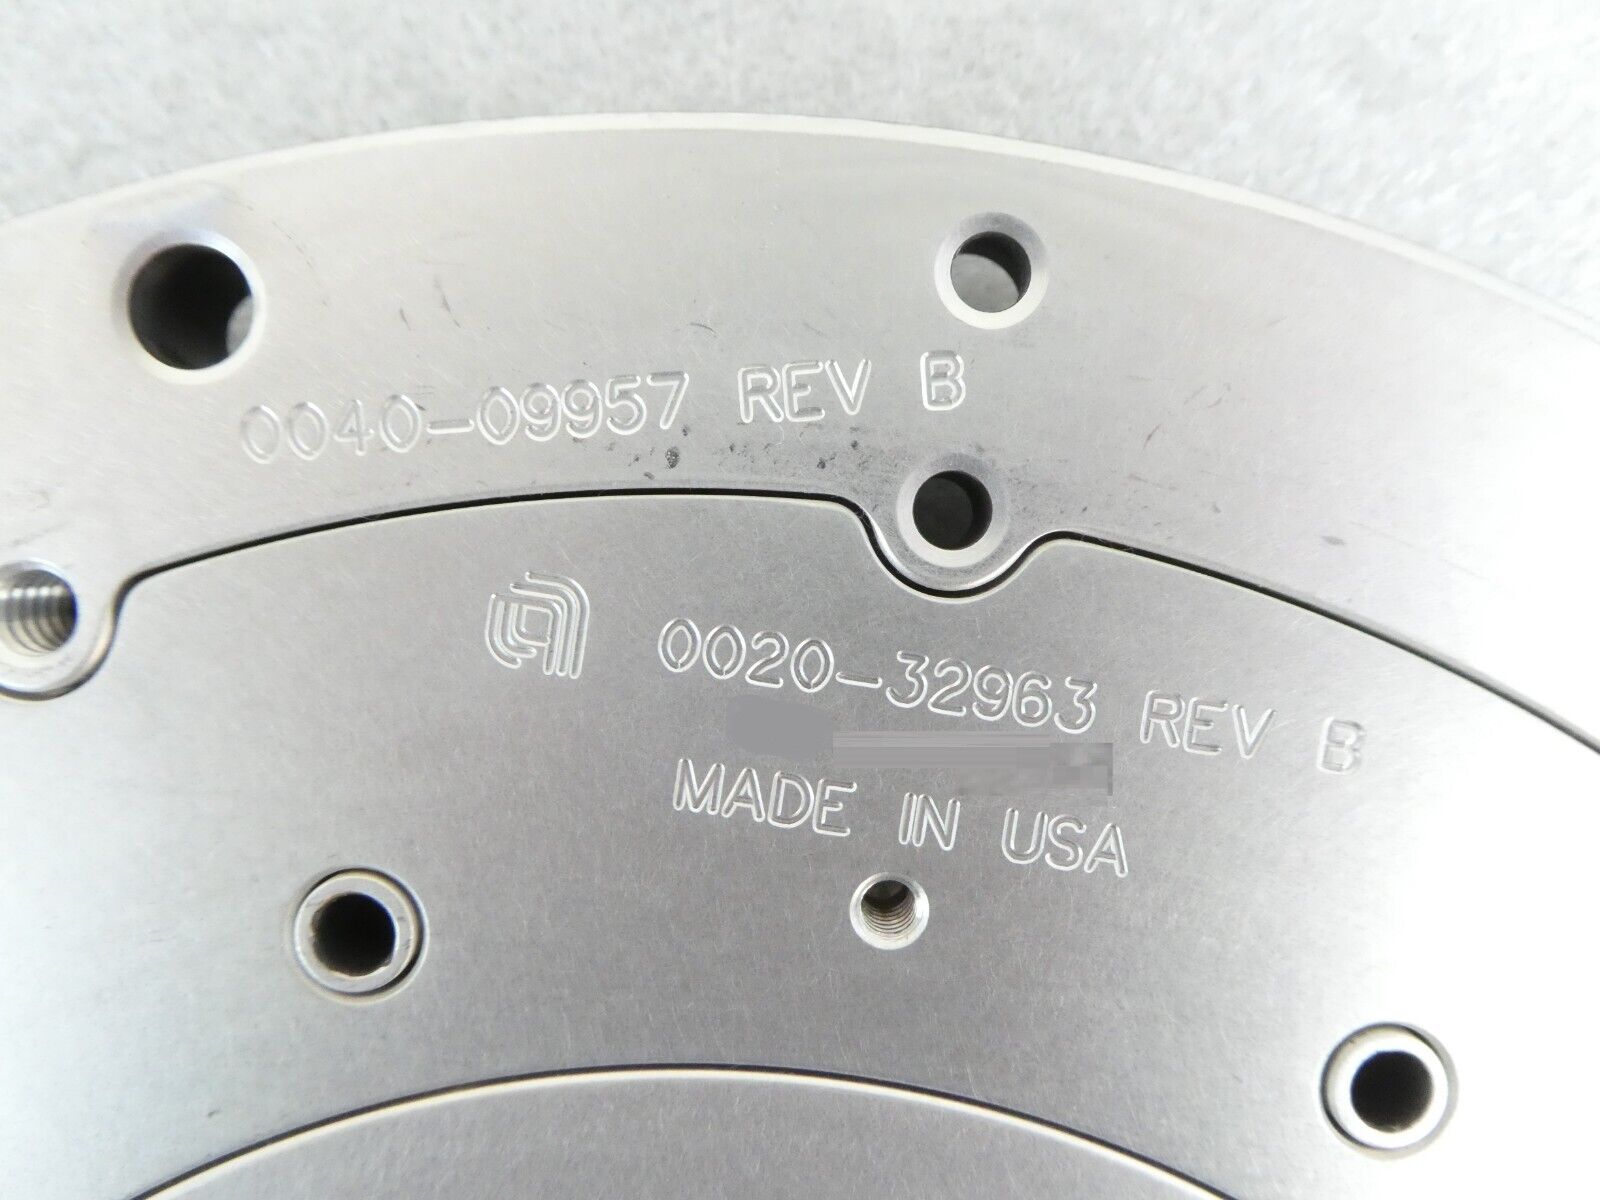 0040-09957 REV B
0020-32963 REV B
MADE IN USA